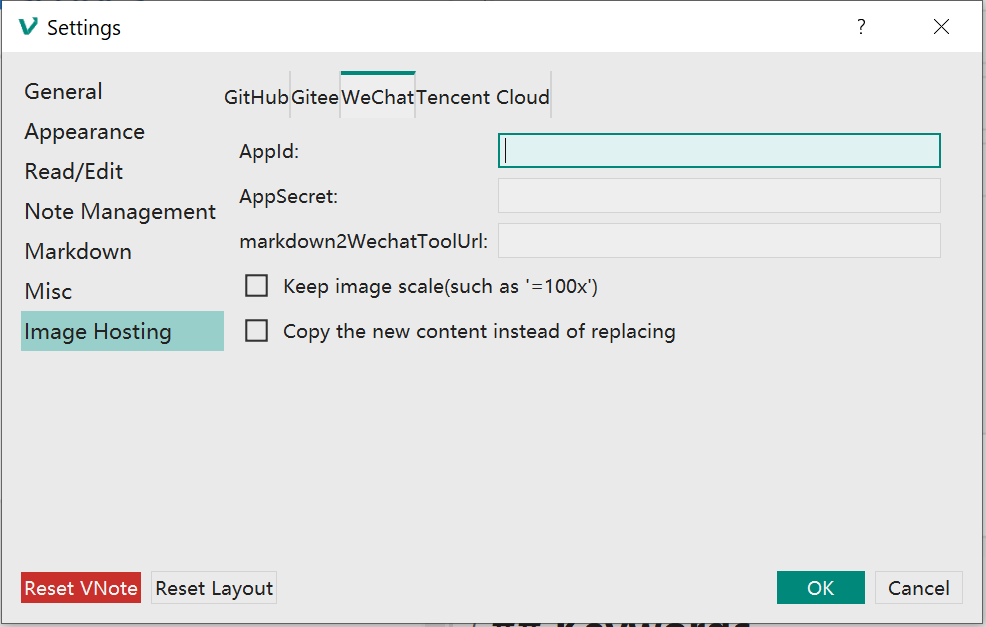 Settings
?
General
Appearance
Read/Edit
Note Management
Markdown
Misc
Image Hosting
GitHub Gitee WeChat Tencent Cloud
AppId:
AppSecret:
markdown2WechatToolUrl:
Keep image scale(such as '=100x')
Copy the new content instead of replacing
Reset VNote Reset Layout OK Cancel